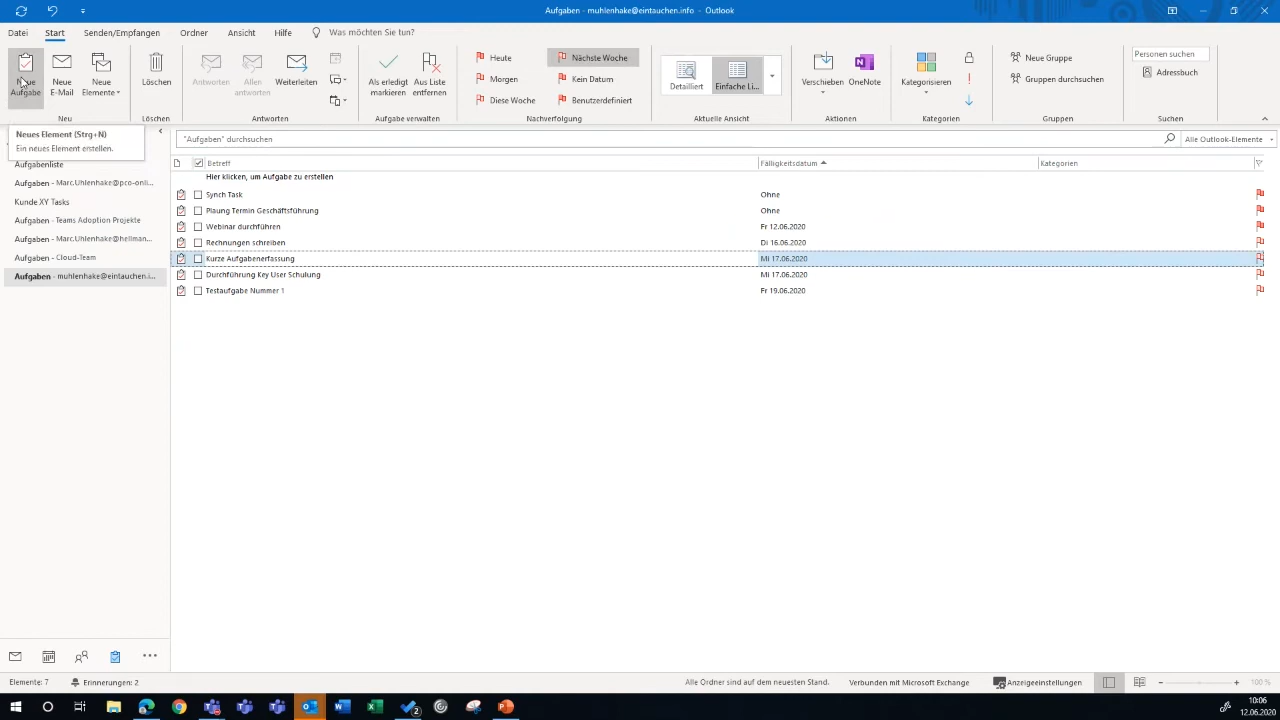 Aufgaben - muhlenhake@eintauchen.info - Outlook
Datei Start Senden/Empfangen Ordner Ansicht Hilfe Was möchten Sie tun?
Aufgabe
Neue E-Mail
Neue Elemente
Löschen
Antworten
Allen antworten
Weiterleiten
Als erledigt markieren
Aus Liste entfernen
Heute
Morgen
Diese Woche
Nächste Woche
Kein Datum
Benutzerdefiniert
Detailliert
Einfache Li...
Verschieben
OneNote
Kategorisieren
Neue Gruppe
Gruppen durchsuchen
Personen suchen
Adressbuch
Neu Löschen Antworten Aufgabe verwalten Nachverfolgung Aktuelle Ansicht Aktionen Kategorien Gruppen Suchen
Neues Element (Strg+N)
Ein neues Element erstellen.
Aufgabenliste
Aufgaben - Marc.Uhlenhake@pco-onli...
Kunde.XY Tasks
Aufgaben - Teams Adoption Projekte
Aufgaben - Marc.Uhlenhake@hellman...
Aufgaben - Cloud-Team
Aufgaben - muhlenhake@eintauchen.i...
"Aufgaben" durchsuchen
Alle Outlook-Elemente
Betreff Fälligkeitsdatum Kategorien
Hier klicken, um Aufgabe zu erstellen
Synch Task Ohne
Plaung Termin Geschäftsführung Ohne
Webinar durchführen Fr 12.06.2020
Rechnungen schreiben Di 16.06.2020
Kurze Aufgabenerfassung Mi 17.06.2020
Durchführung Key User Schulung Mi 17.06.2020
Testaufgabe Nummer 1 Fr 19.06.2020
Elemente: 7 Erinnerungen: 2 Alle Ordner sind auf dem neuesten Stand. Verbunden mit Microsoft Exchange Anzeigeeinstellungen 100 %
2
10:06
12.06.2020